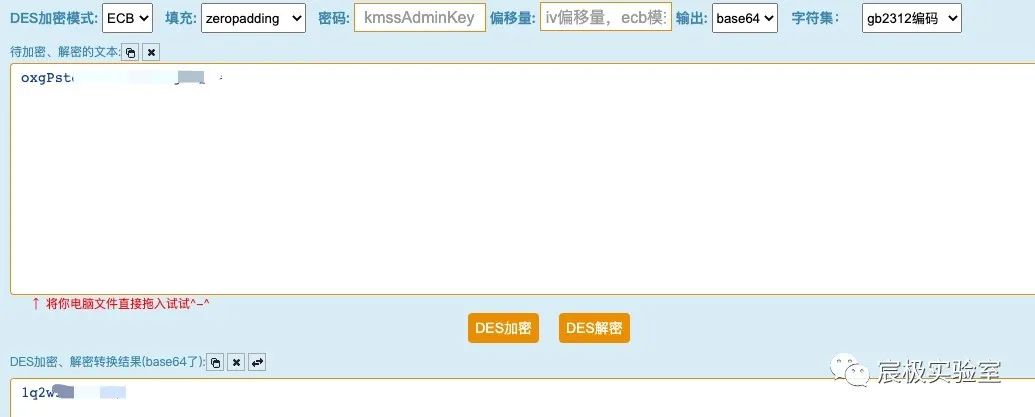 DES加密模式: ECB 填充: zeropadding 密码: kmssAdminKey 偏移量: iv偏移量，ecb模 输出: base64 字符集： gb2312编码
待加密、解密的文本:
oxgPst
↑ 将你电脑文件直接拖入试试^-^
DES加密 DES解密
DES加密、解密转换结果(base64了):
宸极实验室
1q2w